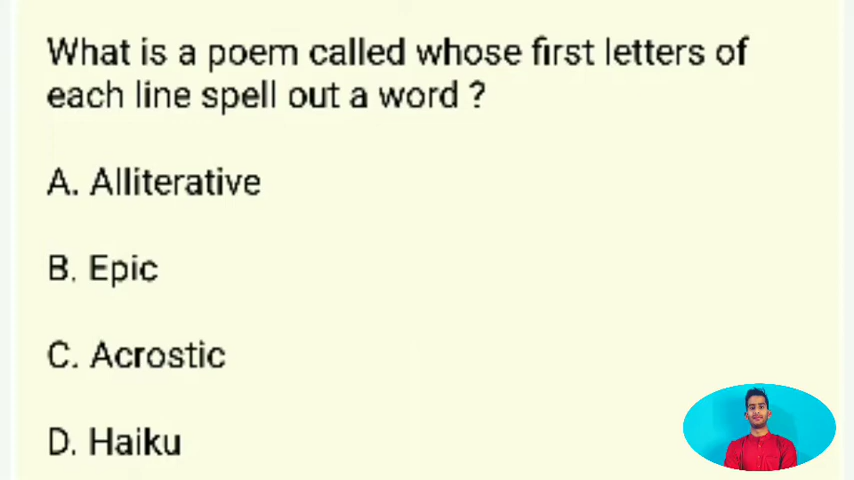 What is a poem called whose first letters of
each line spell out a word ?
A. Alliterative
B. Epic
C. Acrostic
D. Haiku